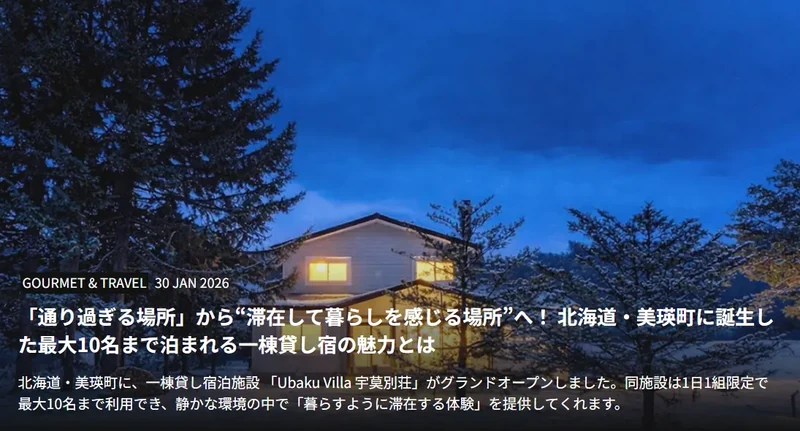 GOURMET & TRAVEL 30 JAN 2026
「通り過ぎる場所」から“滞在して暮らしを感じる場所”へ！ 北海道・美瑛町に誕生し
た最大10名まで泊まれる一棟貸し宿の魅力とは
北海道・美瑛町に、一棟貸し宿泊施設 「Ubaku Villa 宇莫別荘」がグランドオープンしました。同施設は1日1組限定で
最大10名まで利用でき、静かな環境の中で「暮らすように滞在する体験」を提供してくれます。